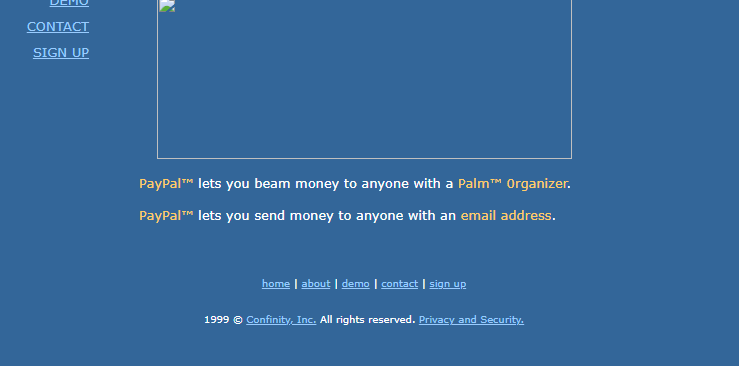 DEMO
CONTACT
SIGN UP
PayPal™ lets you beam money to anyone with a Palm™ 0rganizer.
PayPal™ lets you send money to anyone with an email address.
home | about | demo | contact | sign up
1999 © Confinity, Inc. All rights reserved. Privacy and Security.